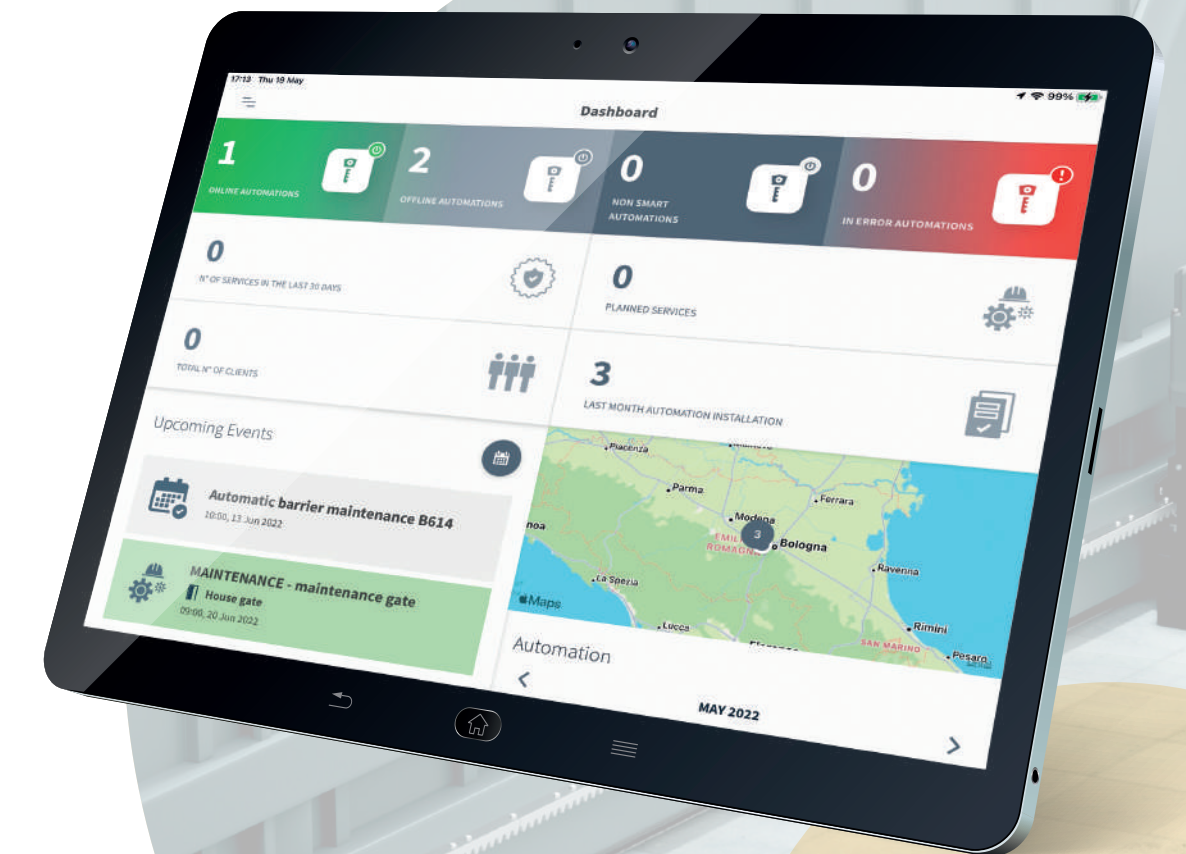 17:13 Thu 19 May
99%
Dashboard
1
ONLINE AUTOMATIONS
2
OFFLINE AUTOMATIONS
0
NON SMART
AUTOMATIONS
0
IN ERROR AUTOMATIONS
0
N° OF SERVICES IN THE LAST 30 DAYS
0
PLANNED SERVICES
0
TOTAL N° OF CLIENTS
3
LAST MONTH AUTOMATION INSTALLATION
Upcoming Events
Automatic barrier maintenance B614
10:00, 13 Jun 2022
MAINTENANCE - maintenance gate
House gate
09:00, 20 Jun 2022
Piacenza
Parma
Ferrara
Modena
3
Bologna
noa
Ravenna
La Spezia
Maps
Lucca
Rimini
SAN MARINO
Pesaro
Automation
MAY 2022